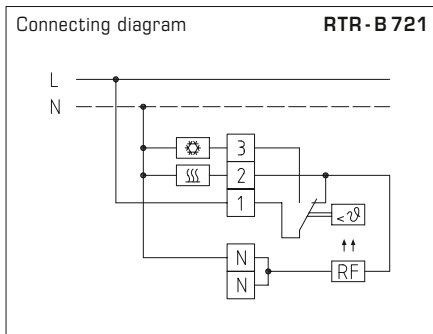 Connecting diagram RTR-B 721
L
N
3
2
1
< ϑ
N
N
RF